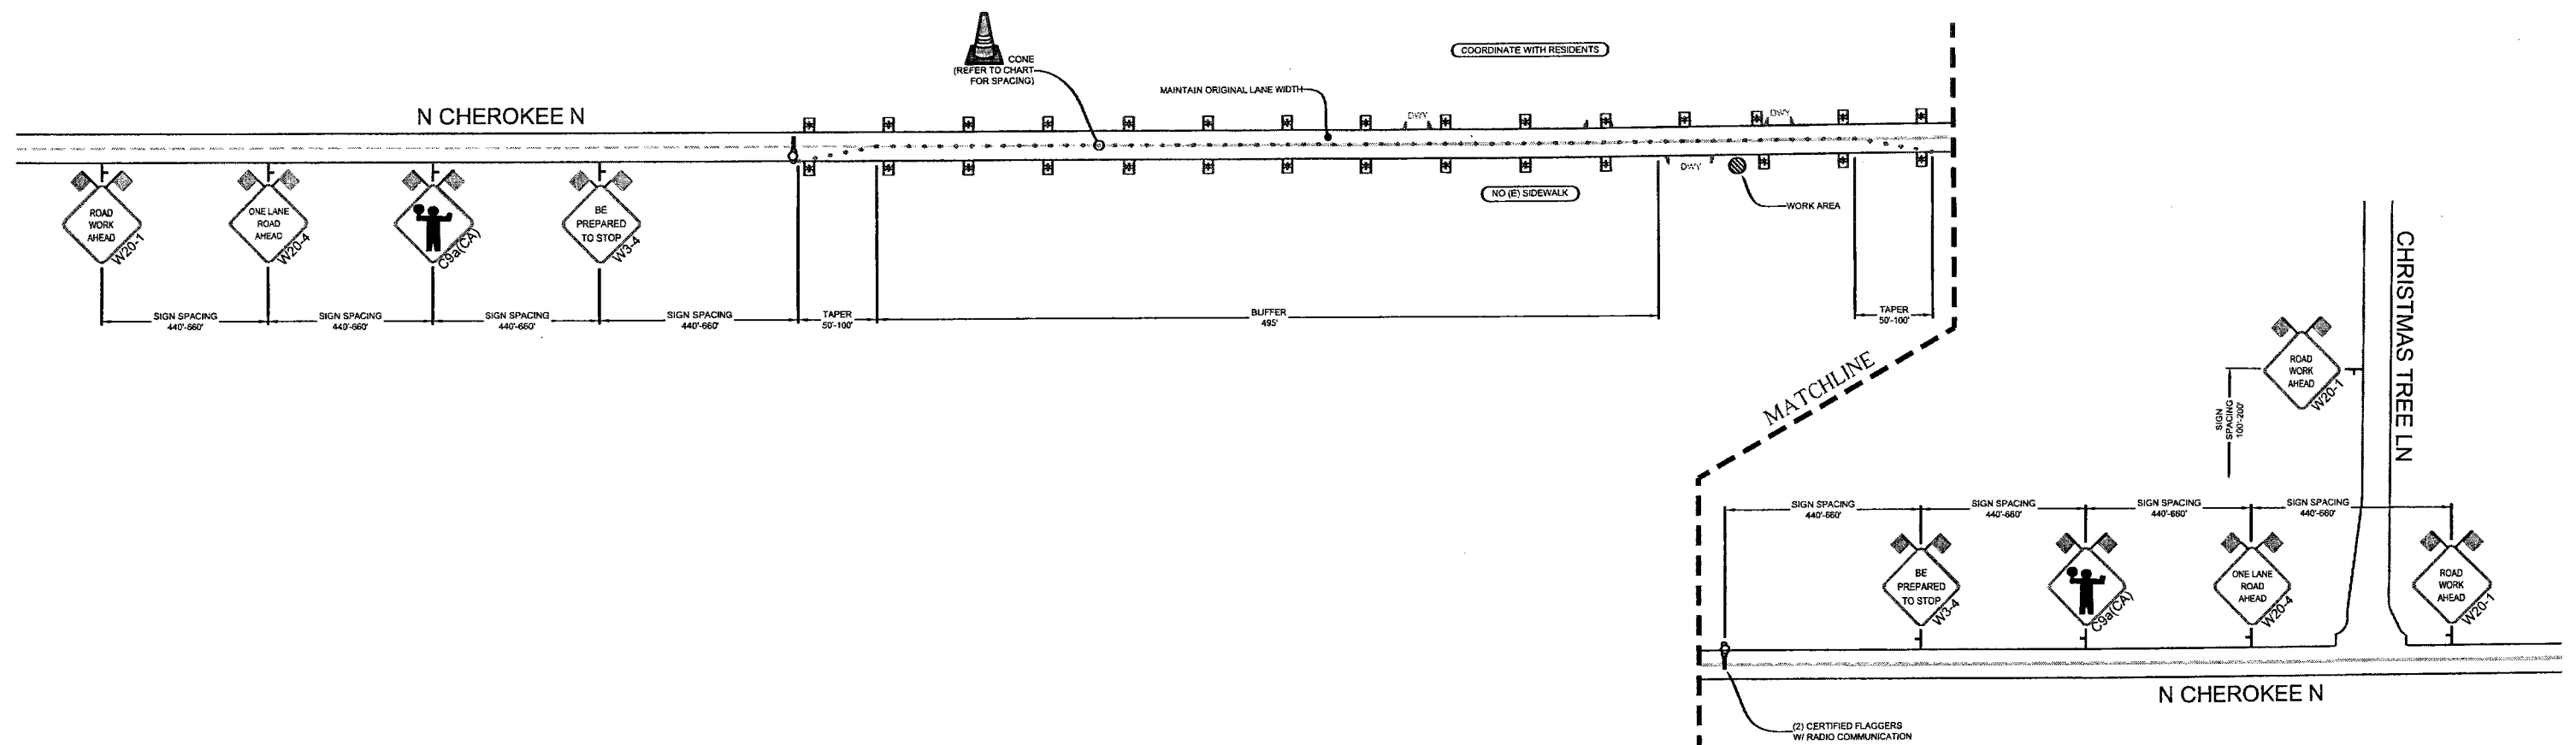 CONE
(REFER TO CHART
FOR SPACING)
COORDINATE WITH RESIDENTS
MAINTAIN ORIGINAL LANE WIDTH
N CHEROKEE N
DWY
DWY
DWY
NO (E) SIDEWALK
WORK AREA
ROAD
WORK
AHEAD
W20-1
ONE LANE
ROAD
AHEAD
W20-4
C9a(CA)
BE
PREPARED
TO STOP
W3-4
SIGN SPACING
440'-660'
SIGN SPACING
440'-660'
SIGN SPACING
440'-660'
SIGN SPACING
440'-660'
TAPER
50'-100'
BUFFER
495'
TAPER
50'-100'
MATCHLINE
CHRISTMAS TREE LN
ROAD
WORK
AHEAD
W20-1
SIGN
SPACING
100'-200'
SIGN SPACING
440'-660'
SIGN SPACING
440'-660'
SIGN SPACING
440'-660'
SIGN SPACING
440'-660'
BE
PREPARED
TO STOP
W3-4
C9a(CA)
ONE LANE
ROAD
AHEAD
W20-4
ROAD
WORK
AHEAD
W20-1
N CHEROKEE N
(2) CERTIFIED FLAGGERS
W/ RADIO COMMUNICATION